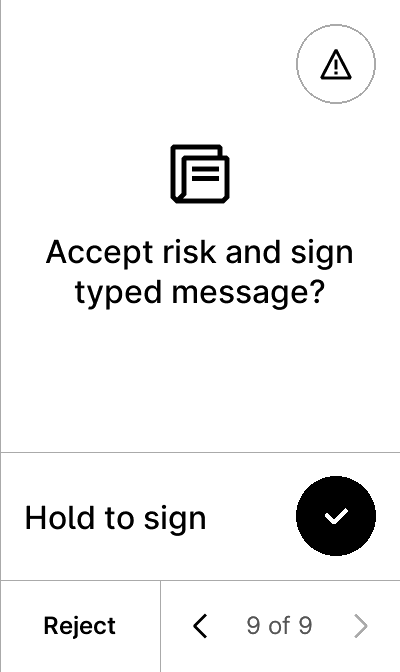 Accept risk and sign
typed message?
Hold to sign
Reject
9 of 9